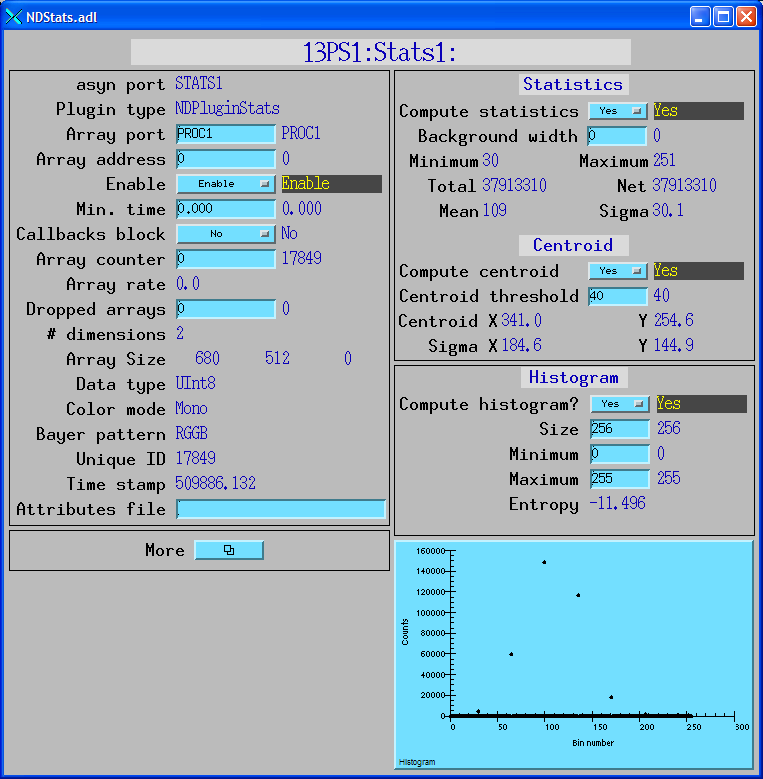 NDStats.adl
13PS1:Stats1:
asyn port STATS1
Plugin type NDPluginStats
Array port PROC1 PROC1
Array address 0 0
Enable Enable Enable
Min. time 0.000 0.000
Callbacks block No No
Array counter 0 17849
Array rate 0.0
Dropped arrays 0 0
# dimensions 2
Array Size 680 512 0
Data type UInt8
Color mode Mono
Bayer pattern RGGB
Unique ID 17849
Time stamp 509886.132
Attributes file
More
Statistics
Compute statistics Yes Yes
Background width 0 0
Minimum 30 Maximum 251
Total 37913310 Net 37913310
Mean 109 Sigma 30.1
Centroid
Compute centroid Yes Yes
Centroid threshold 40 40
Centroid X 341.0 Y 254.6
Sigma X 184.6 Y 144.9
Histogram
Compute histogram? Yes Yes
Size 256 256
Minimum 0 0
Maximum 255 255
Entropy -11.496
160000
140000
120000
100000
80000
60000
40000
20000
0
Counts
0 50 100 150 200 250 300
Bin number
Histogram